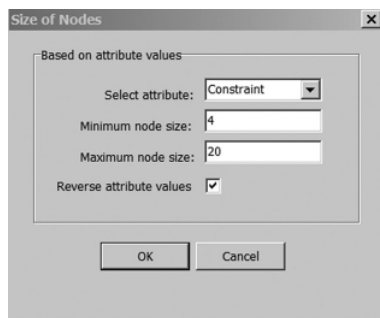 Size of Nodes
Based on attribute values
Select attribute: Constraint
Minimum node size: 4
Maximum node size: 20
Reverse attribute values
OK Cancel